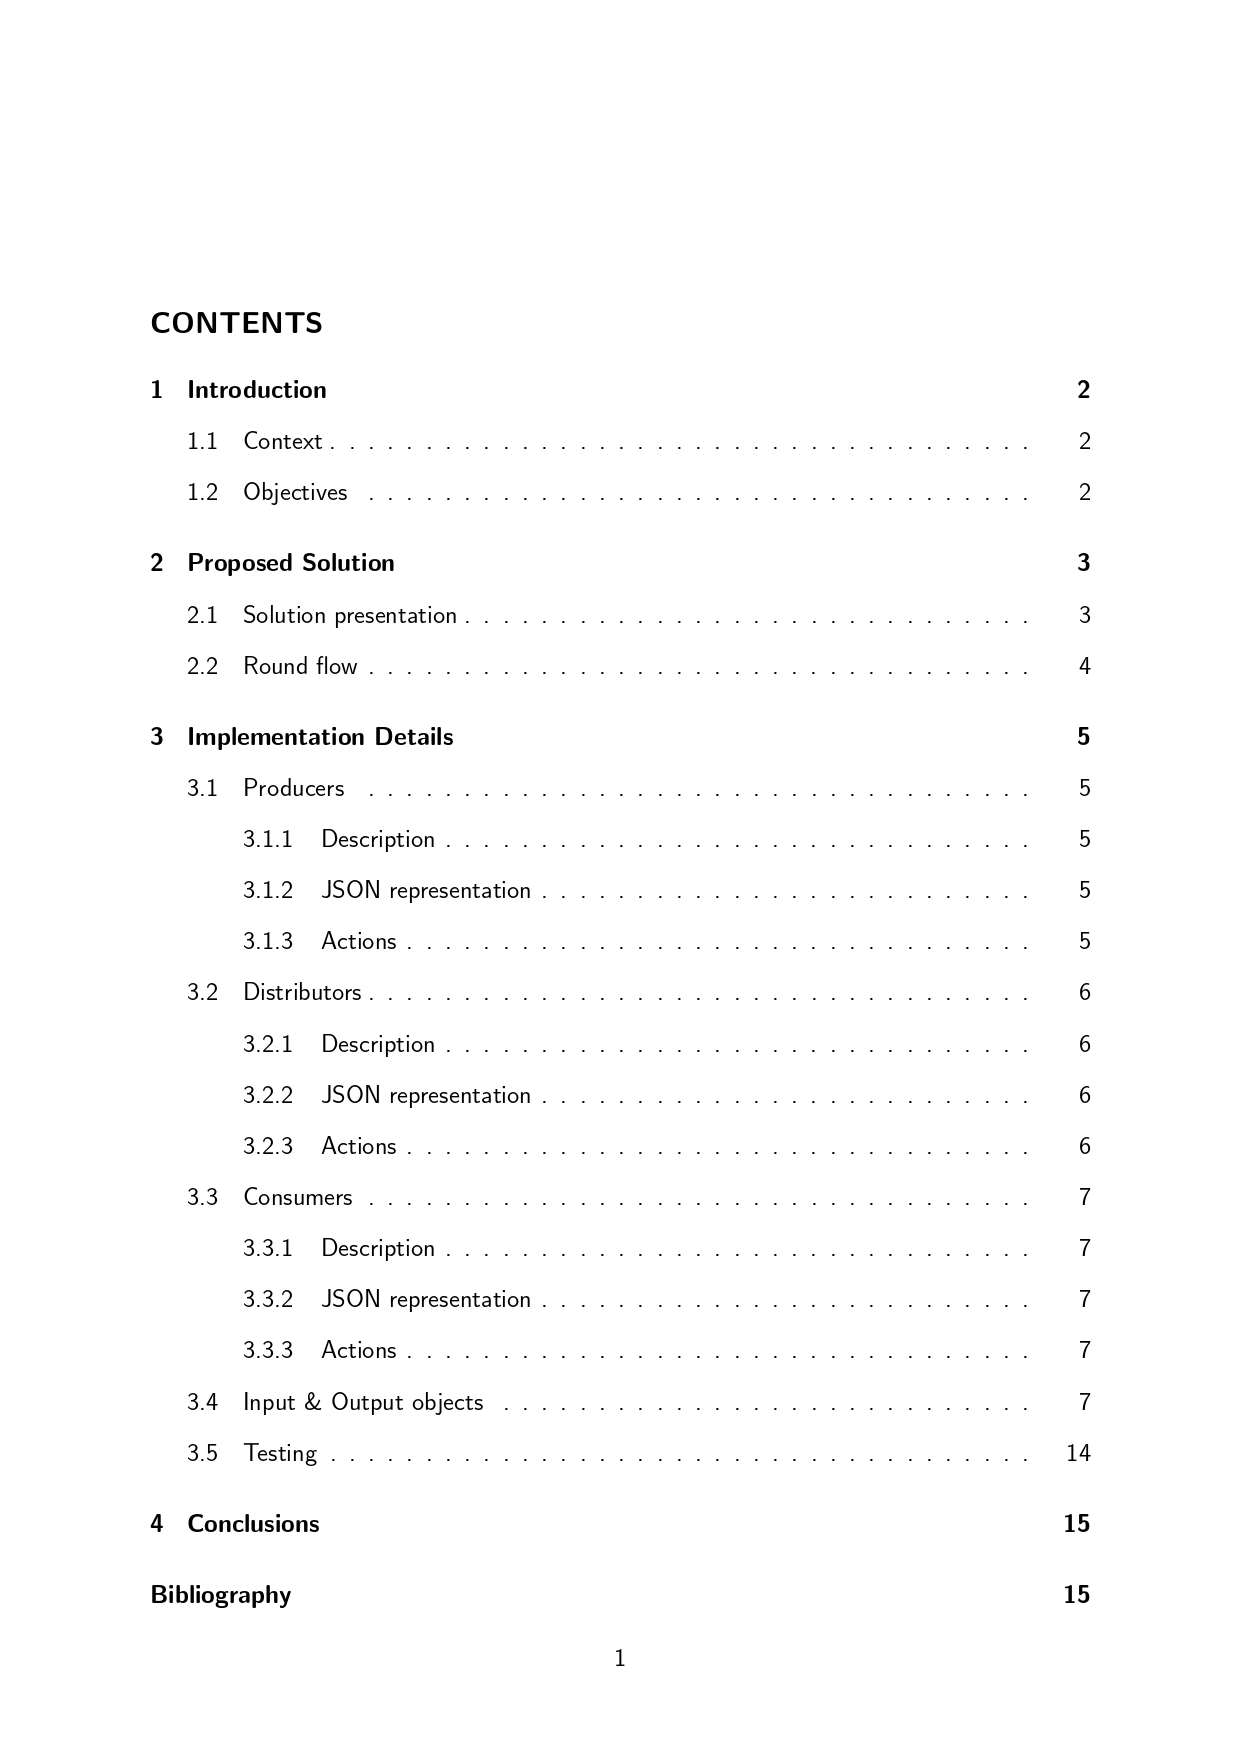 CONTENTS
1 Introduction 2
1.1 Context . . . . . . . . . . . . . . . . . . . . . . . . . . . . . . . . . . . . . 2
1.2 Objectives . . . . . . . . . . . . . . . . . . . . . . . . . . . . . . . . . . . 2
2 Proposed Solution 3
2.1 Solution presentation . . . . . . . . . . . . . . . . . . . . . . . . . . . . . . 3
2.2 Round flow . . . . . . . . . . . . . . . . . . . . . . . . . . . . . . . . . . . 4
3 Implementation Details 5
3.1 Producers . . . . . . . . . . . . . . . . . . . . . . . . . . . . . . . . . . . 5
3.1.1 Description . . . . . . . . . . . . . . . . . . . . . . . . . . . . . . . 5
3.1.2 JSON representation . . . . . . . . . . . . . . . . . . . . . . . . . . 5
3.1.3 Actions . . . . . . . . . . . . . . . . . . . . . . . . . . . . . . . . . 5
3.2 Distributors . . . . . . . . . . . . . . . . . . . . . . . . . . . . . . . . . . . 6
3.2.1 Description . . . . . . . . . . . . . . . . . . . . . . . . . . . . . . . 6
3.2.2 JSON representation . . . . . . . . . . . . . . . . . . . . . . . . . . 6
3.2.3 Actions . . . . . . . . . . . . . . . . . . . . . . . . . . . . . . . . . 6
3.3 Consumers . . . . . . . . . . . . . . . . . . . . . . . . . . . . . . . . . . . 7
3.3.1 Description . . . . . . . . . . . . . . . . . . . . . . . . . . . . . . . 7
3.3.2 JSON representation . . . . . . . . . . . . . . . . . . . . . . . . . . 7
3.3.3 Actions . . . . . . . . . . . . . . . . . . . . . . . . . . . . . . . . . 7
3.4 Input & Output objects . . . . . . . . . . . . . . . . . . . . . . . . . . . . 7
3.5 Testing . . . . . . . . . . . . . . . . . . . . . . . . . . . . . . . . . . . . . 14
4 Conclusions 15
Bibliography 15
1